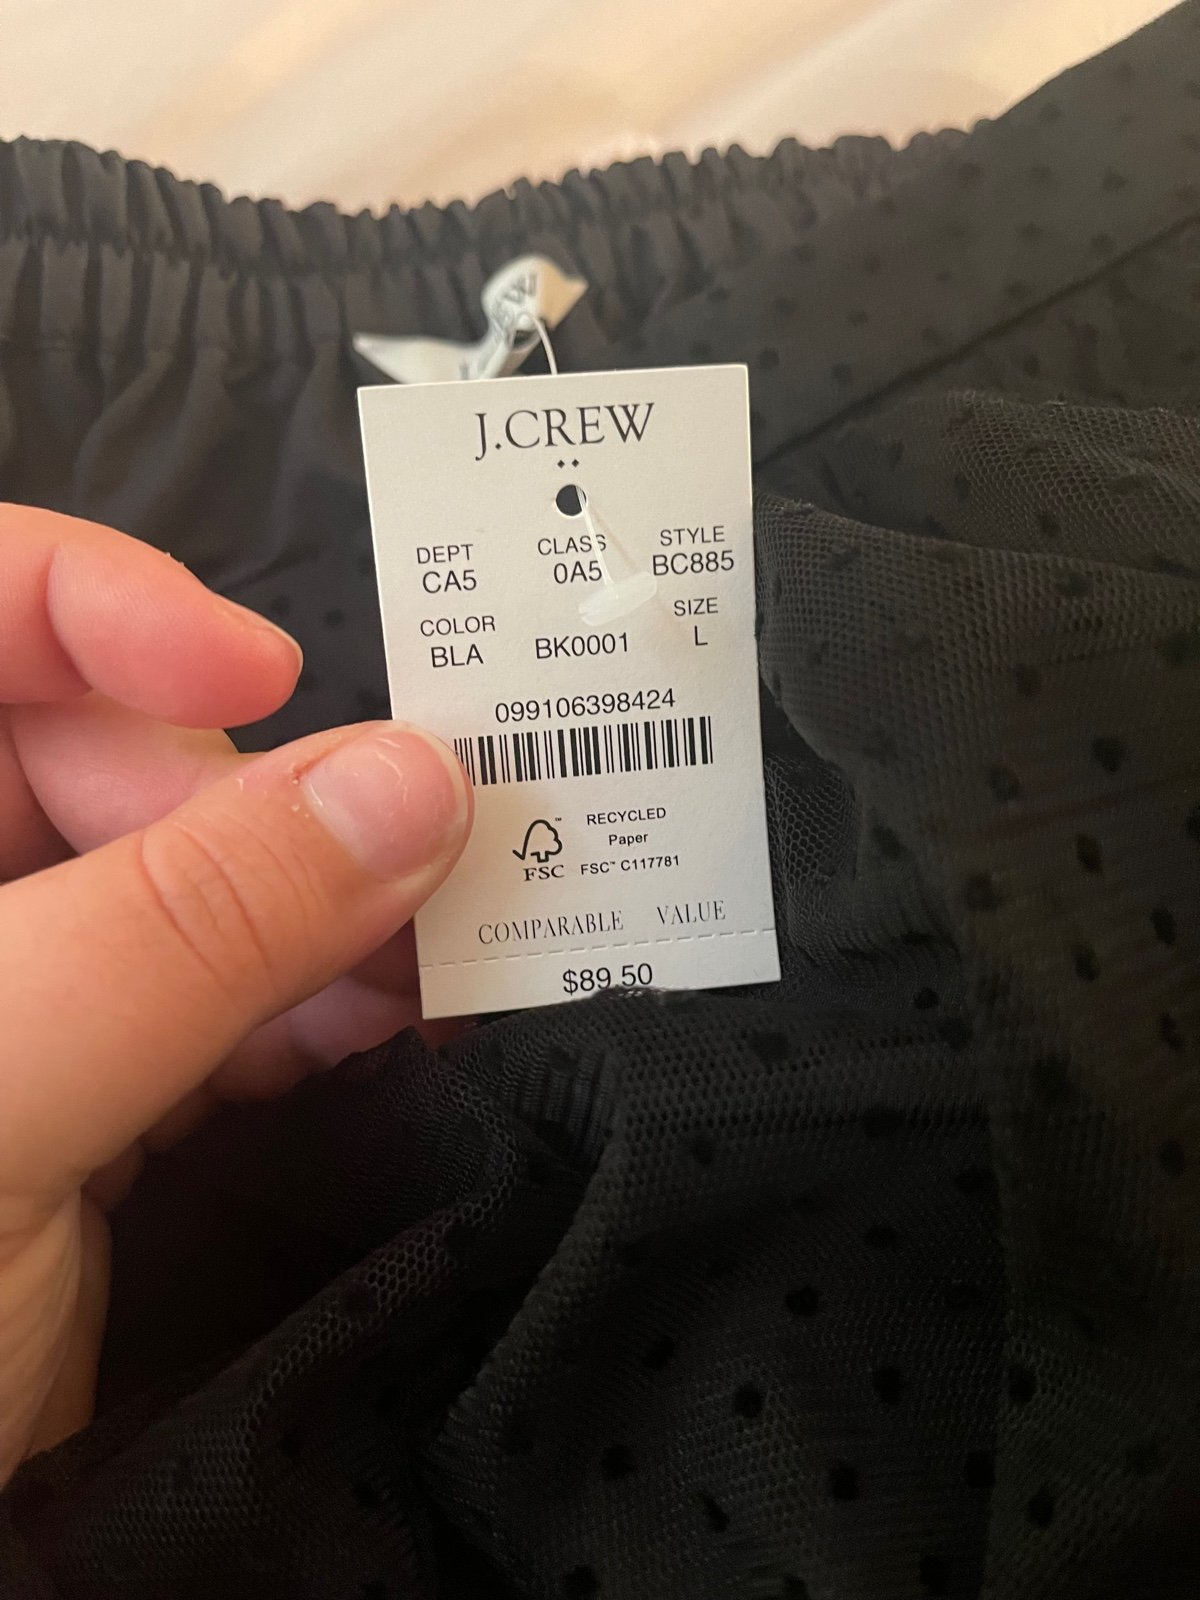 J.CREW
DEPT CLASS STYLE
CA5 0A5 BC885
COLOR SIZE
BLA BK0001 L
099106398424
RECYCLED
Paper
FSC FSC™ C117781
COMPARABLE VALUE
$89.50